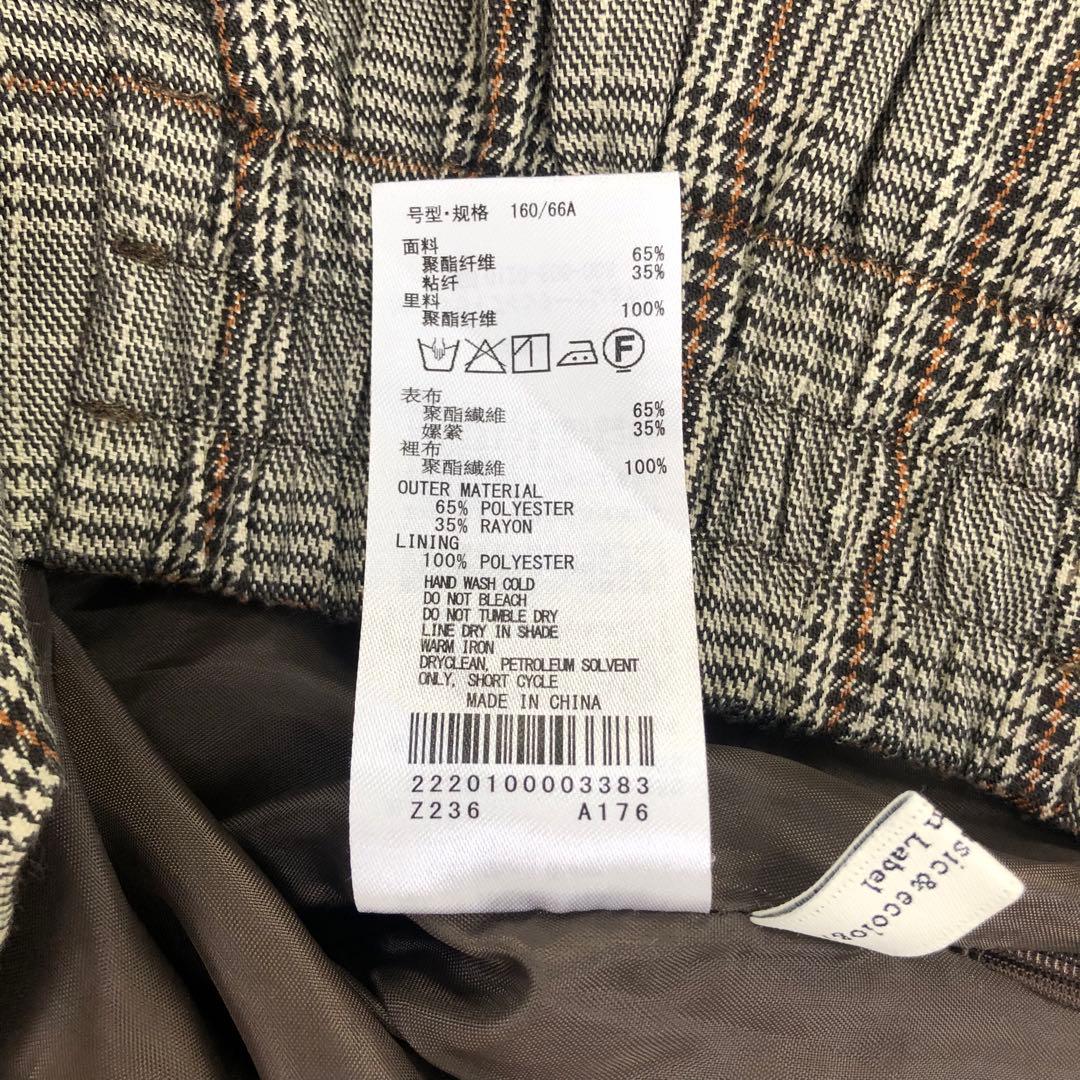 号型·规格 160/66A
面料
聚酯纤维 65%
粘纤 35%
里料
聚酯纤维 100%
F
表布
聚酯纖維 65%
嫘縈 35%
裡布
聚酯纖維 100%
OUTER MATERIAL
65% POLYESTER
35% RAYON
LINING
100% POLYESTER
HAND WASH COLD
DO NOT BLEACH
DO NOT TUMBLE DRY
LINE DRY IN SHADE
WARM IRON
DRYCLEAN, PETROLEUM SOLVENT
ONLY, SHORT CYCLE
MADE IN CHINA
2220100003383
Z236 A176
sic & ecolog
n Label